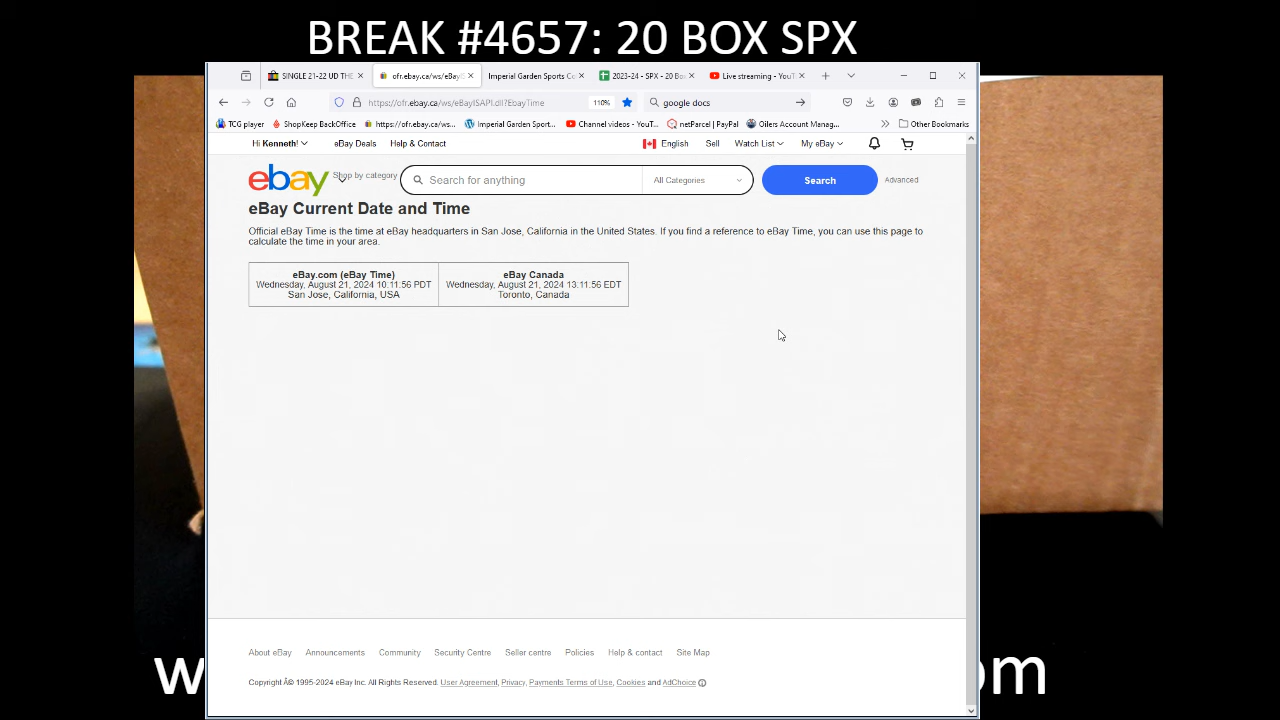 BREAK #4657: 20 BOX SPX
SINGLE 21-22 UD THE
ofr.ebay.ca/ws/eBayIS
Imperial Garden Sports Co
2023-24 - SPX - 20 Bo
Live streaming - YouT
https://ofr.ebay.ca/ws/eBayISAPI.dll?EbayTime
110%
google docs
TCG player
ShopKeep BackOffice
https://ofr.ebay.ca/ws...
Imperial Garden Sport...
Channel videos - YouT...
netParcel | PayPal
Oilers Account Manag...
Other Bookmarks
Hi Kenneth!
eBay Deals
Help & Contact
English
Sell
Watch List
My eBay
ebay
Shop by category
Search for anything
All Categories
Search
Advanced
eBay Current Date and Time
Official eBay Time is the time at eBay headquarters in San Jose, California in the United States. If you find a reference to eBay Time, you can use this page to
calculate the time in your area.
eBay.com (eBay Time)
Wednesday, August 21, 2024 10:11:56 PDT
San Jose, California, USA
eBay Canada
Wednesday, August 21, 2024 13:11:56 EDT
Toronto, Canada
About eBay
Announcements
Community
Security Centre
Seller centre
Policies
Help & contact
Site Map
Copyright Â© 1995-2024 eBay Inc. All Rights Reserved. User Agreement, Privacy, Payments Terms of Use, Cookies and AdChoice